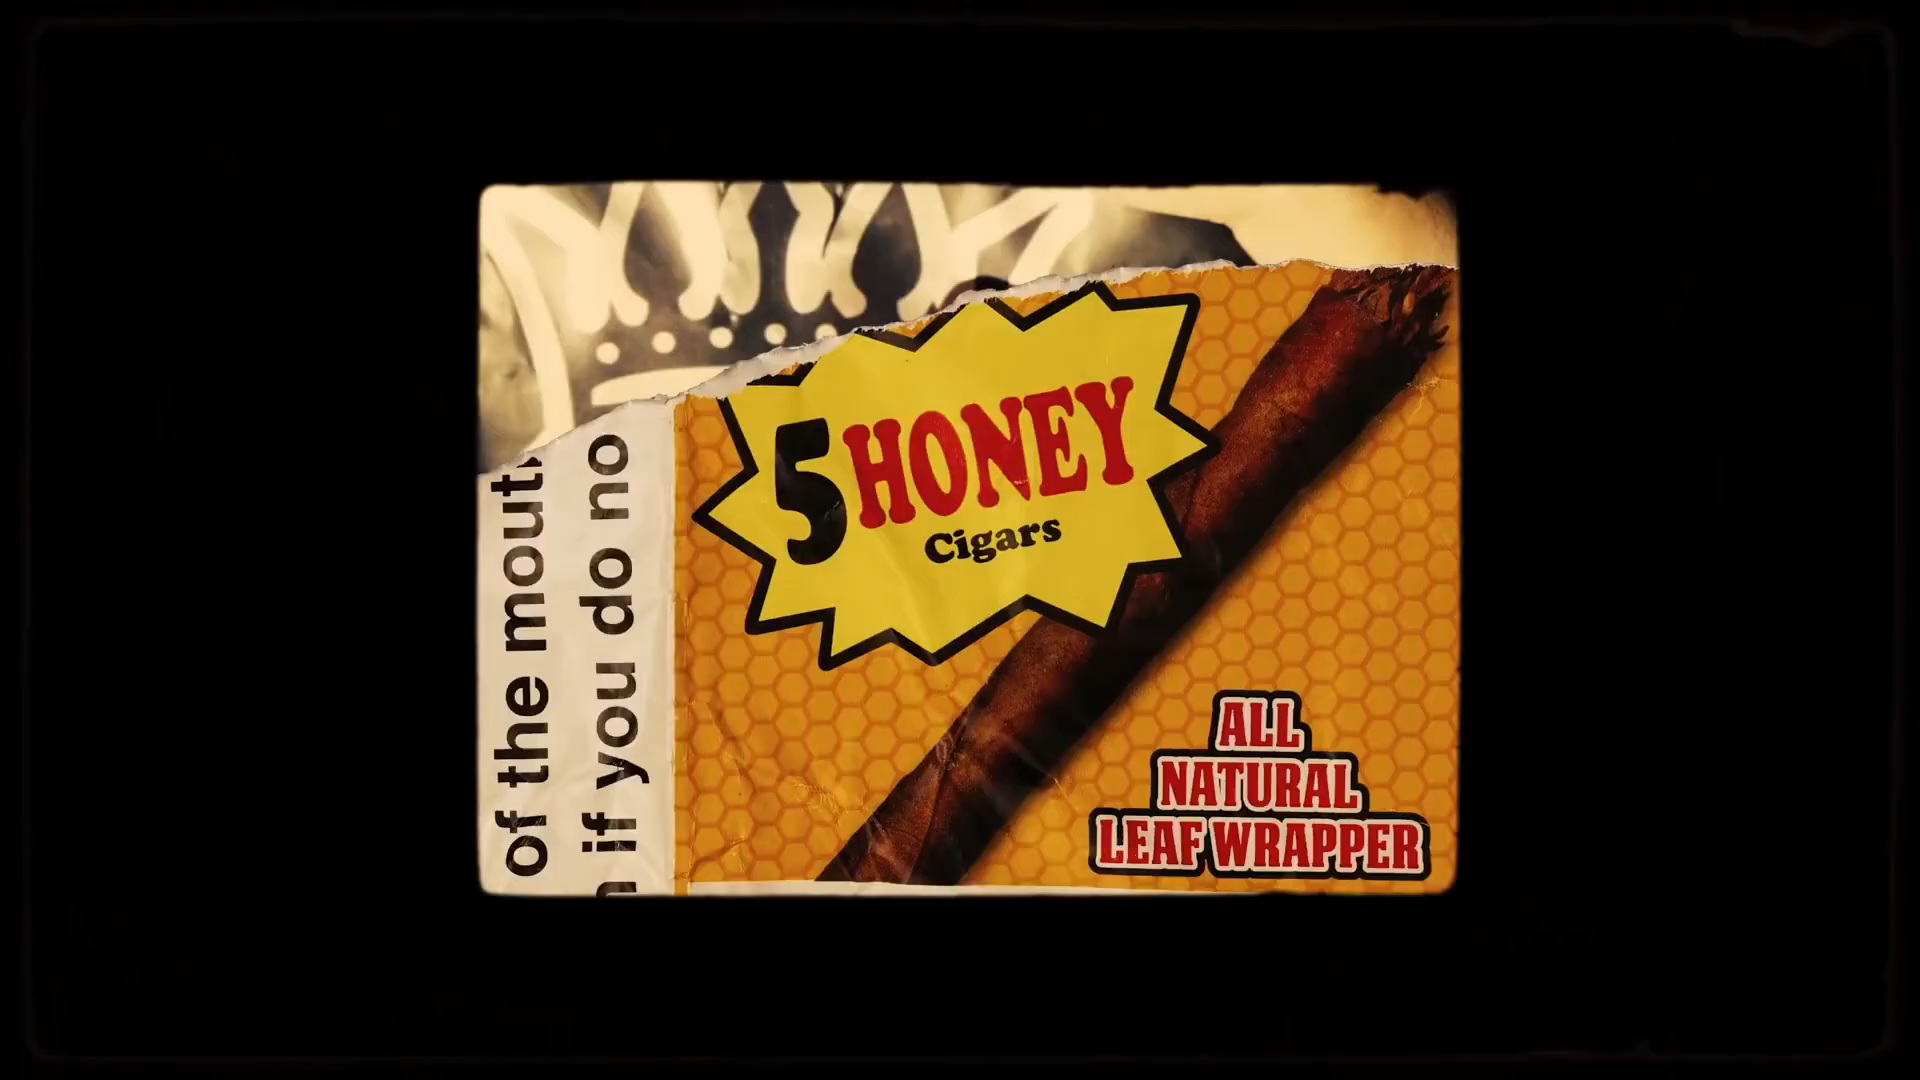 of the mout
if you do no
5 HONEY
Cigars
ALL
NATURAL
LEAF WRAPPER